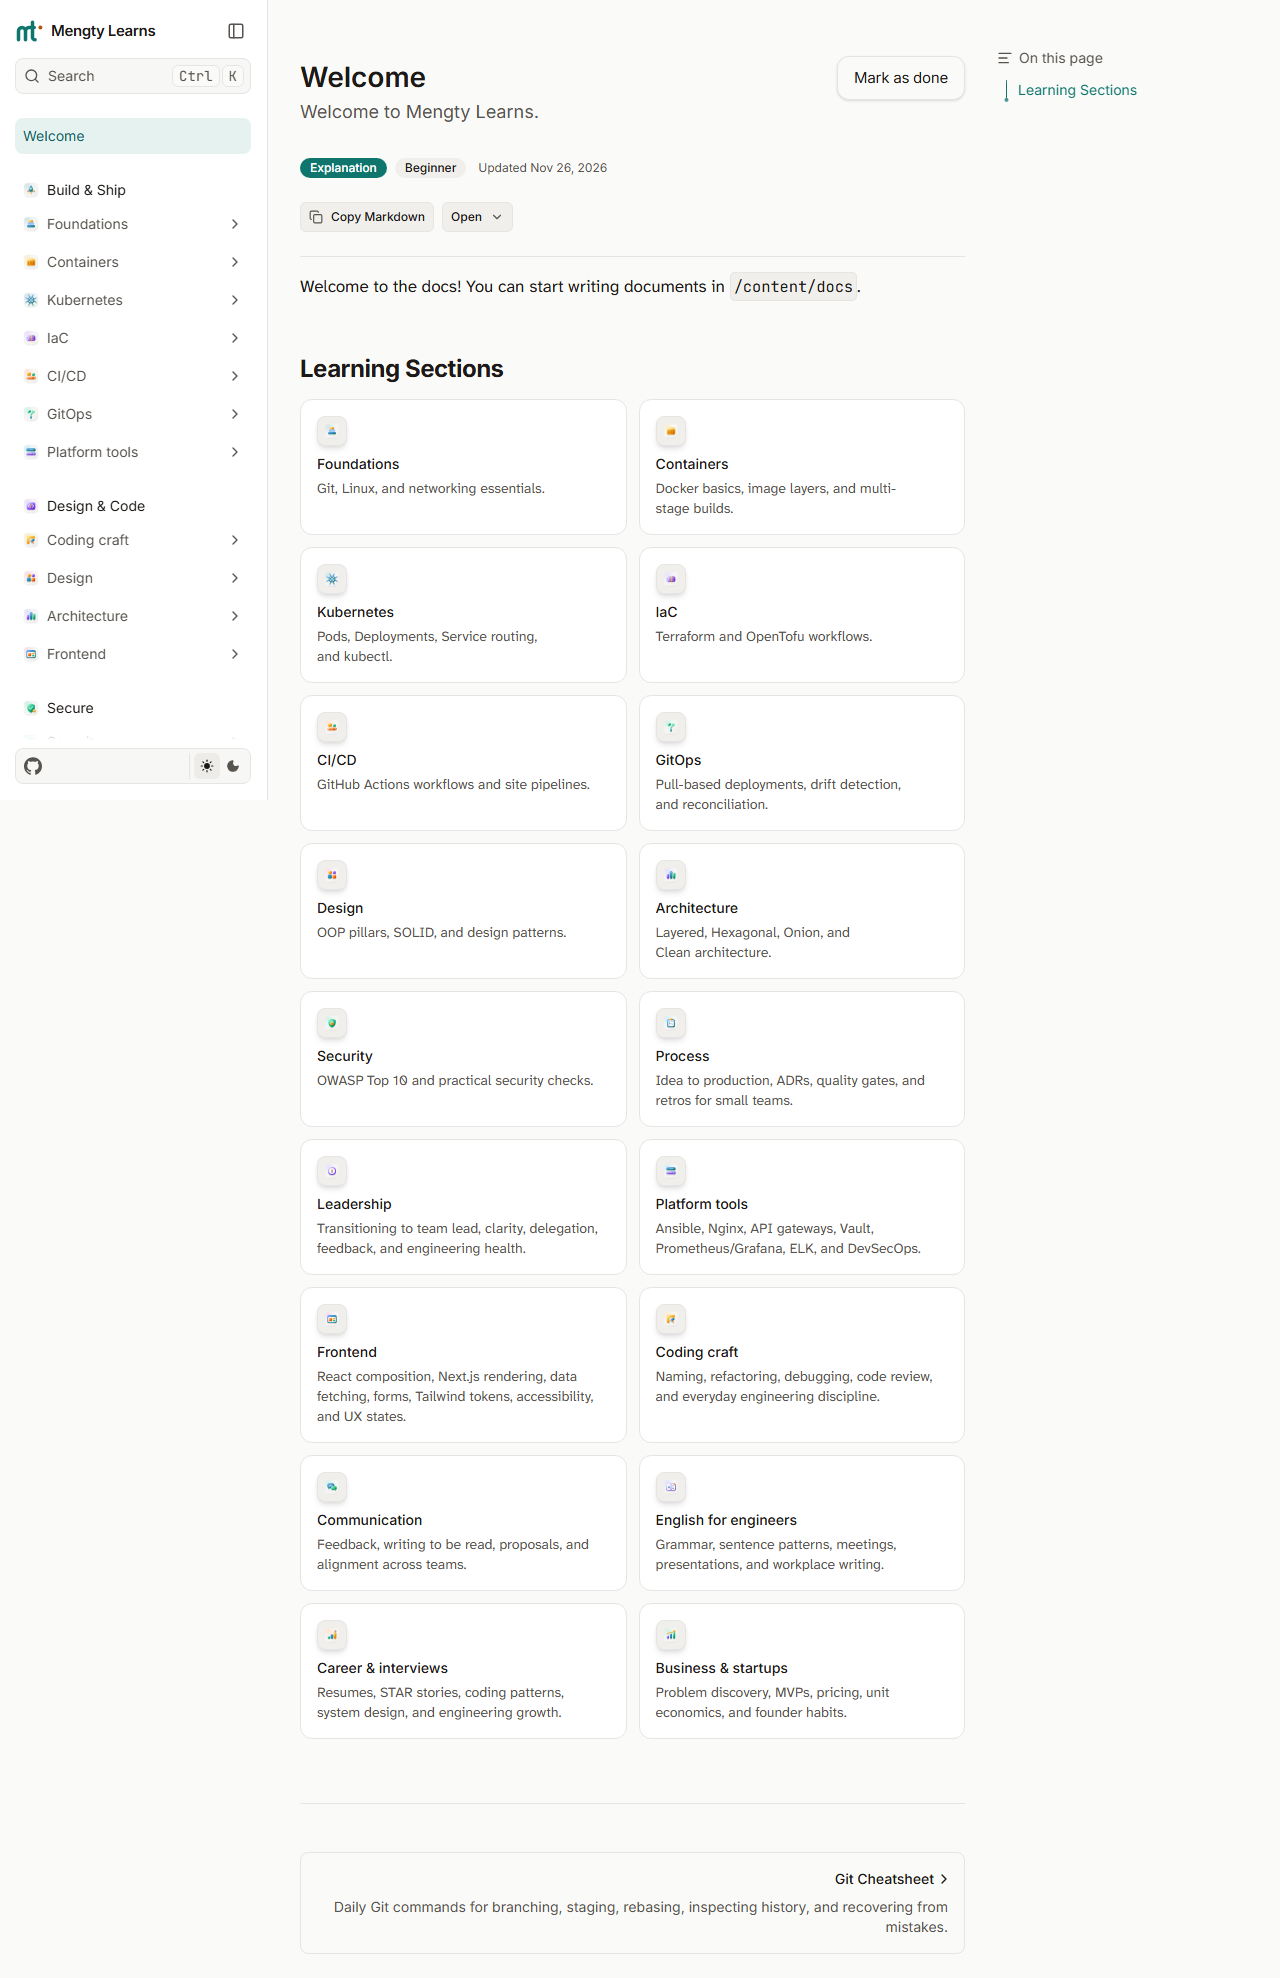 Mengty Learns
Search Ctrl K
Welcome
Build & Ship
Foundations
Containers
Kubernetes
IaC
CI/CD
GitOps
Platform tools
Design & Code
Coding craft
Design
Architecture
Frontend
Secure
Welcome
Mark as done
Welcome to Mengty Learns.
Explanation Beginner Updated Nov 26, 2026
Copy Markdown Open
Welcome to the docs! You can start writing documents in /content/docs.
Learning Sections
Foundations
Git, Linux, and networking essentials.
Containers
Docker basics, image layers, and multi-
stage builds.
Kubernetes
Pods, Deployments, Service routing,
and kubectl.
IaC
Terraform and OpenTofu workflows.
CI/CD
GitHub Actions workflows and site pipelines.
GitOps
Pull-based deployments, drift detection,
and reconciliation.
Design
OOP pillars, SOLID, and design patterns.
Architecture
Layered, Hexagonal, Onion, and
Clean architecture.
Security
OWASP Top 10 and practical security checks.
Process
Idea to production, ADRs, quality gates, and
retros for small teams.
Leadership
Transitioning to team lead, clarity, delegation,
feedback, and engineering health.
Platform tools
Ansible, Nginx, API gateways, Vault,
Prometheus/Grafana, ELK, and DevSecOps.
Frontend
React composition, Next.js rendering, data
fetching, forms, Tailwind tokens, accessibility,
and UX states.
Coding craft
Naming, refactoring, debugging, code review,
and everyday engineering discipline.
Communication
Feedback, writing to be read, proposals, and
alignment across teams.
English for engineers
Grammar, sentence patterns, meetings,
presentations, and workplace writing.
Career & interviews
Resumes, STAR stories, coding patterns,
system design, and engineering growth.
Business & startups
Problem discovery, MVPs, pricing, unit
economics, and founder habits.
Git Cheatsheet
Daily Git commands for branching, staging, rebasing, inspecting history, and recovering from
mistakes.
On this page
Learning Sections